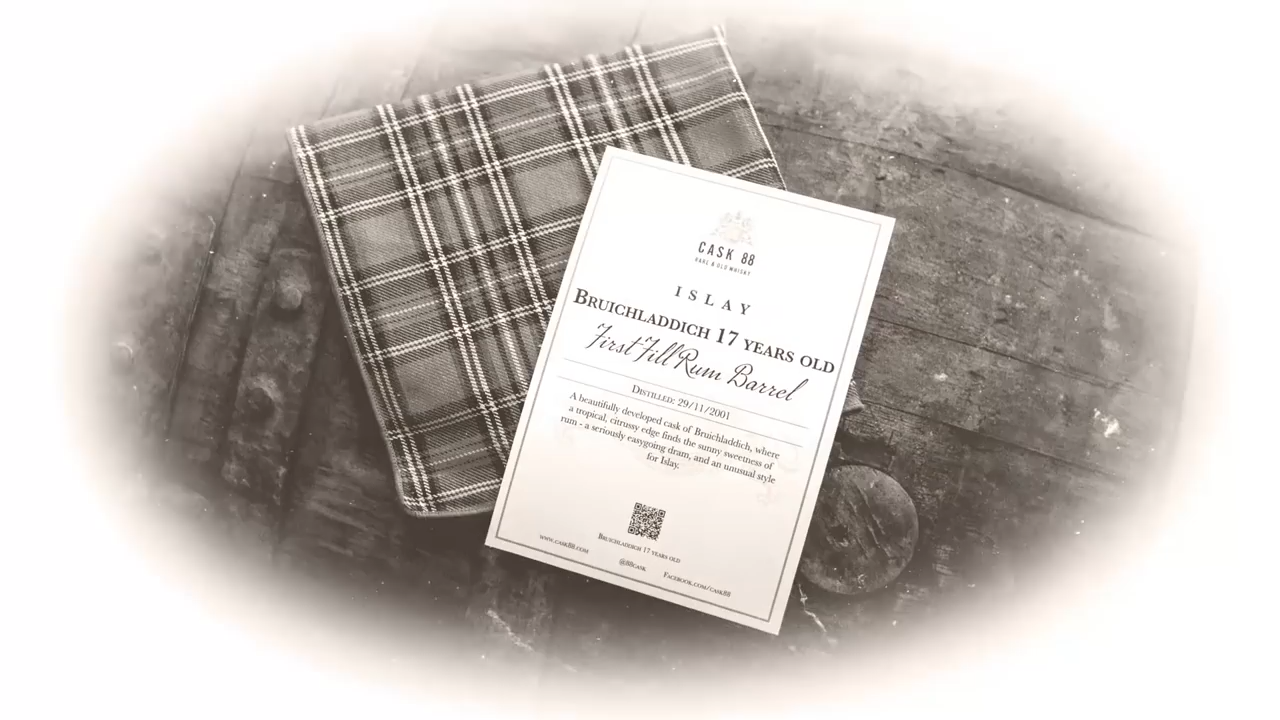 CASK 88
RARE & OLD WHISKY
ISLAY
BRUICHLADDICH 17 YEARS OLD
First Fill Rum Barrel
DISTILLED: 29/11/2001
A beautifully developed cask of Bruichladdich, where
a tropical, citrussy edge finds the sunny sweetness of
rum - a seriously easygoing dram, and an unusual style
for Islay.
BRUICHLADDICH 17 YEARS OLD
WWW.CASK88.COM
@88CASK
FACEBOOK.COM/CASK88